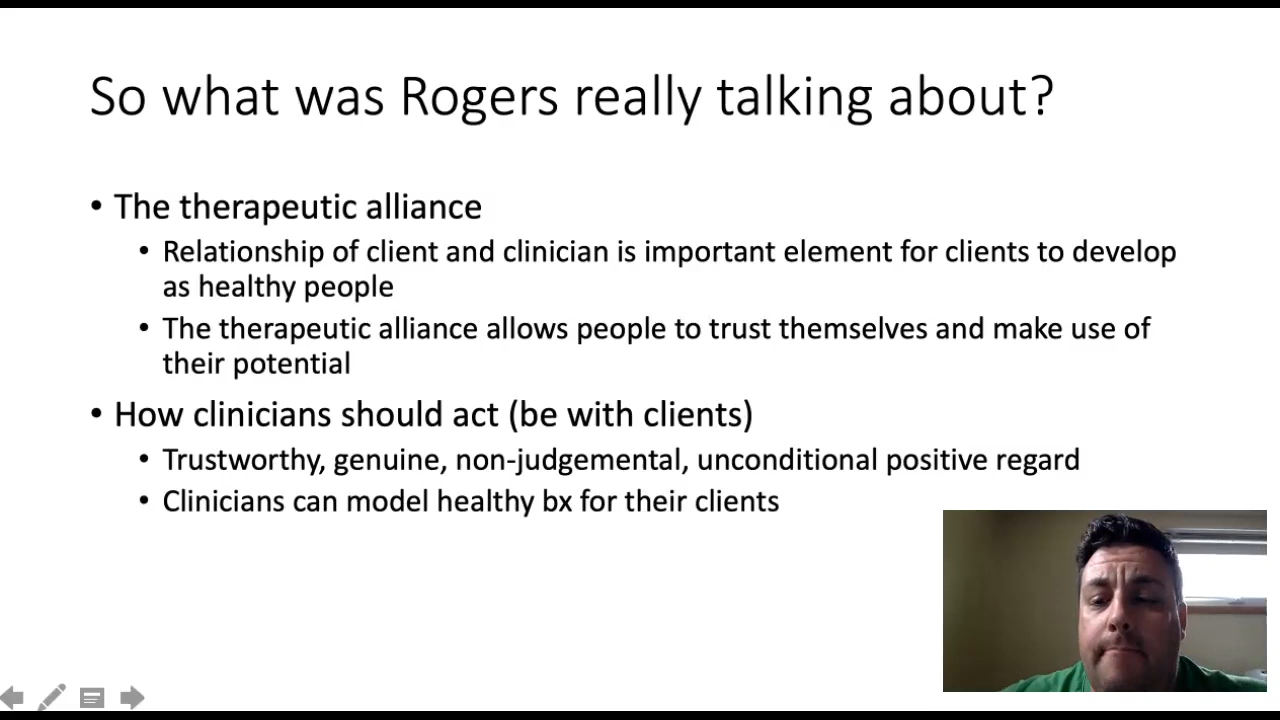 So what was Rogers really talking about?
• The therapeutic alliance
• Relationship of client and clinician is important element for clients to develop
as healthy people
• The therapeutic alliance allows people to trust themselves and make use of
their potential
• How clinicians should act (be with clients)
• Trustworthy, genuine, non-judgemental, unconditional positive regard
• Clinicians can model healthy bx for their clients